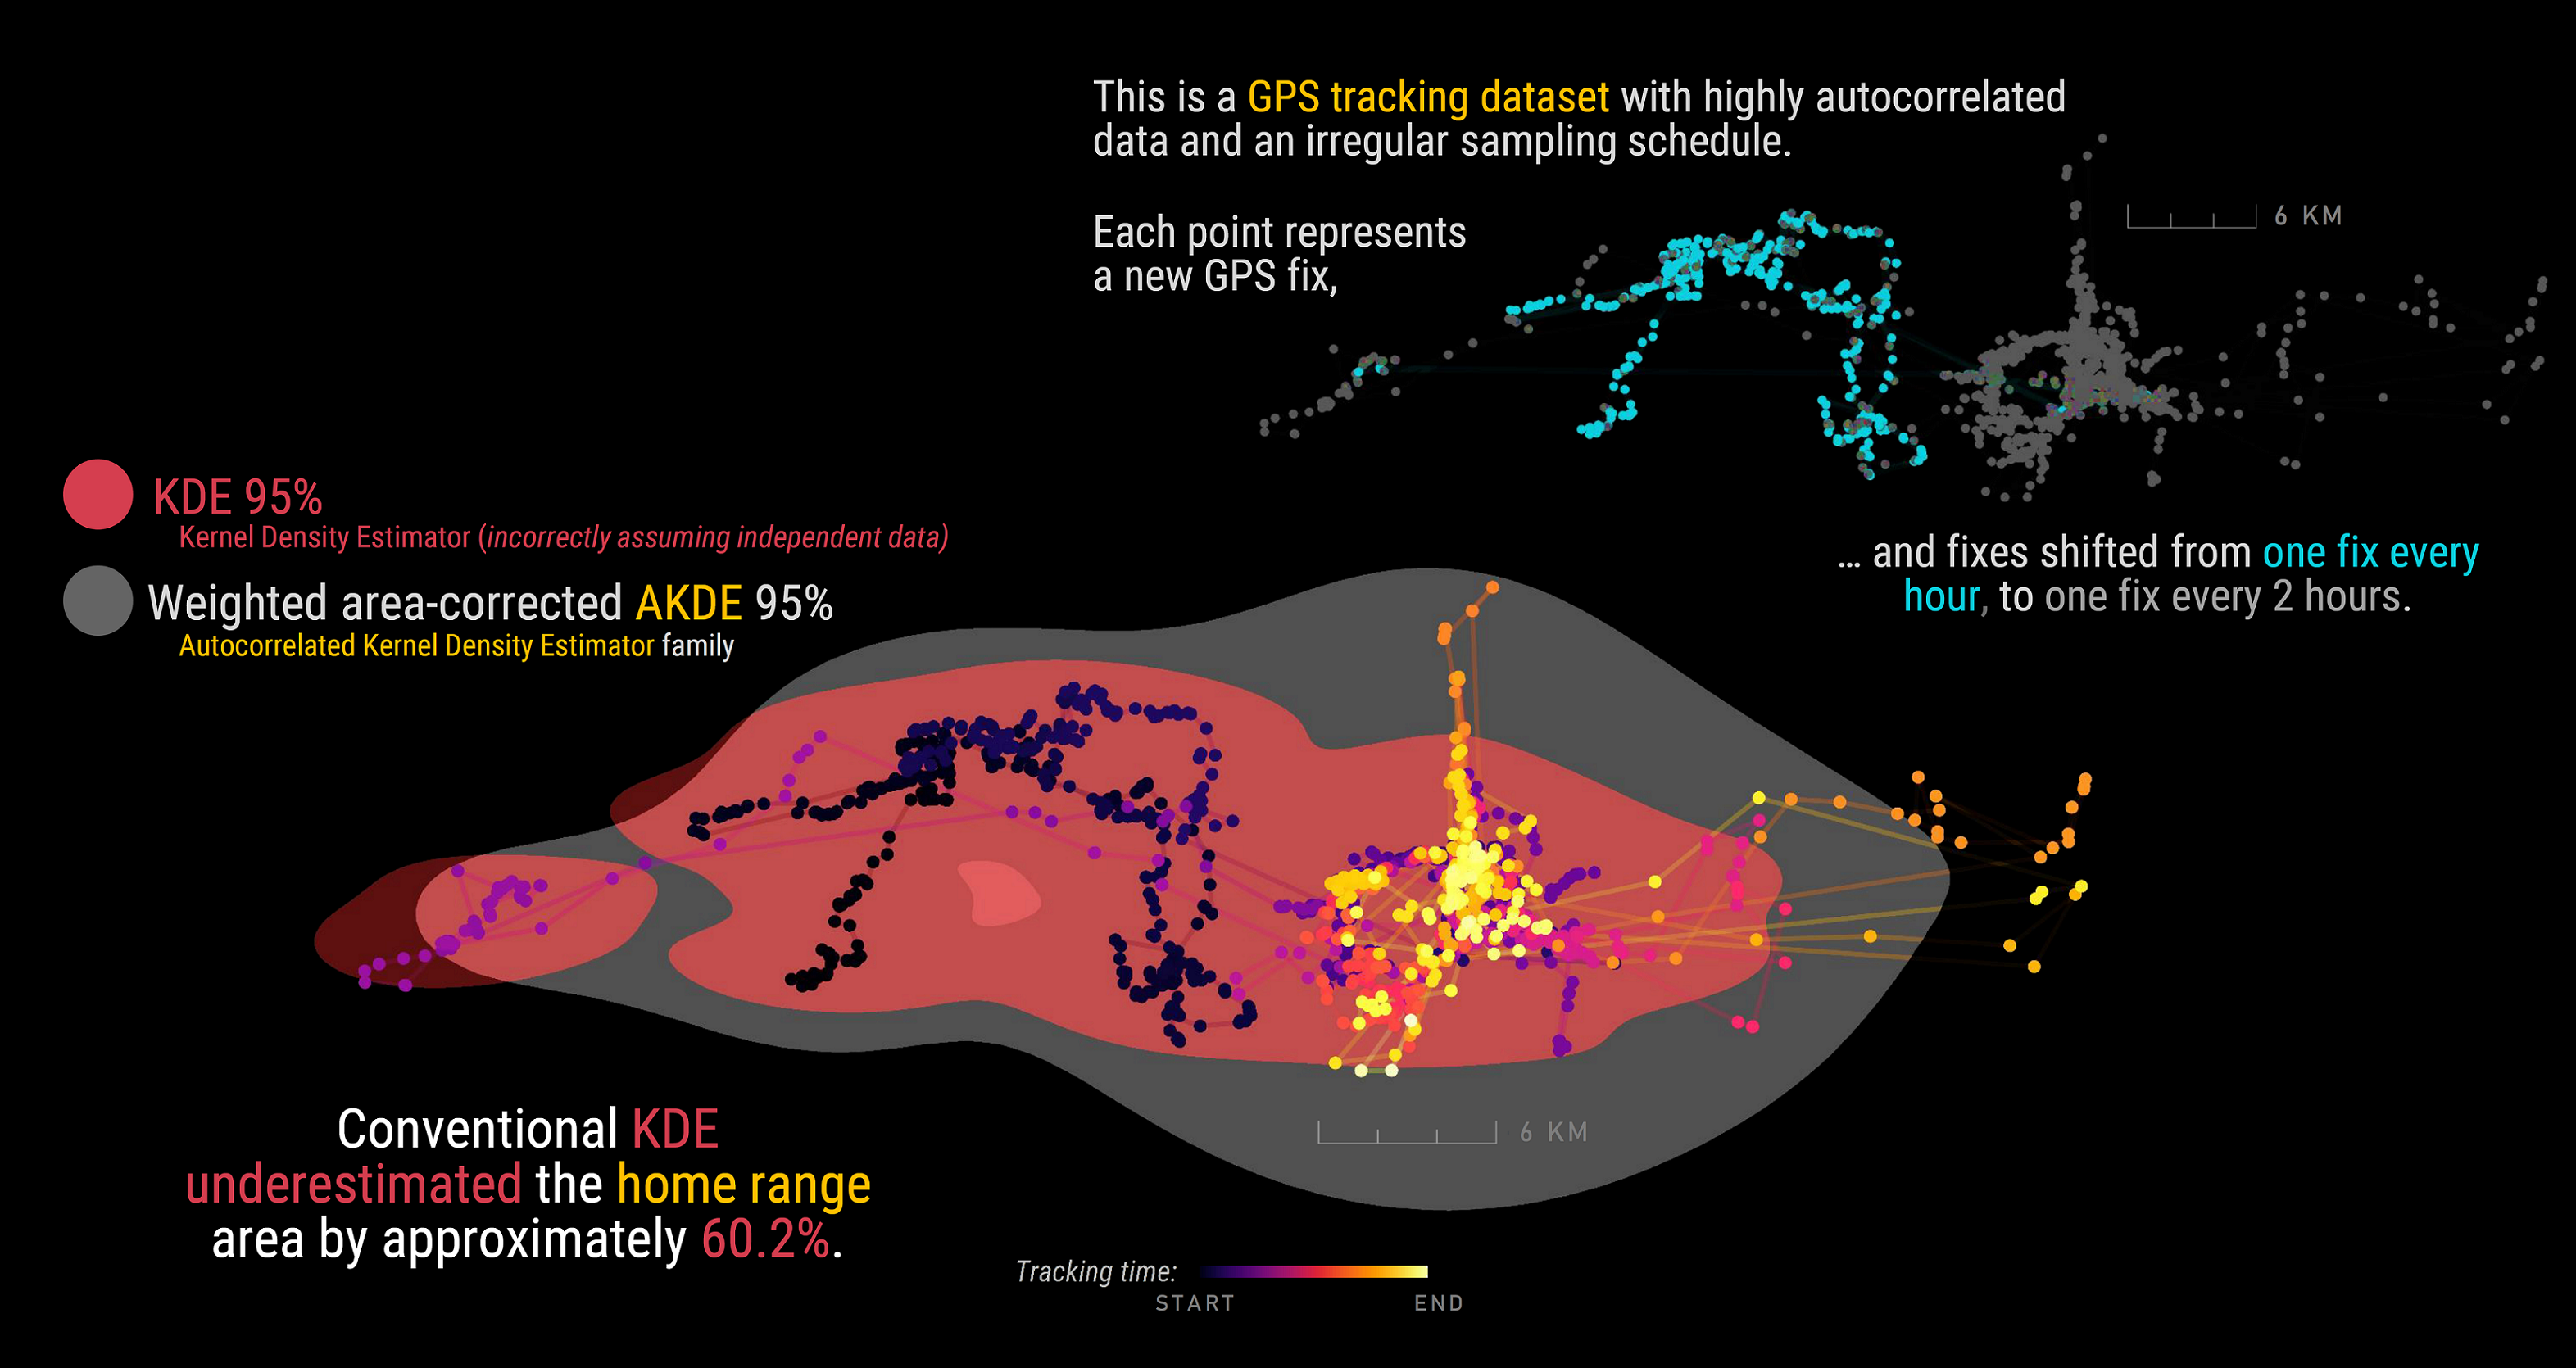 This is a GPS tracking dataset with highly autocorrelated
data and an irregular sampling schedule.
Each point represents
a new GPS fix,
6 KM
KDE 95%
Kernel Density Estimator (incorrectly assuming independent data)
Weighted area-corrected AKDE 95%
Autocorrelated Kernel Density Estimator family
... and fixes shifted from one fix every
hour, to one fix every 2 hours.
6 KM
Conventional KDE
underestimated the home range
area by approximately 60.2%.
Tracking time:
START END